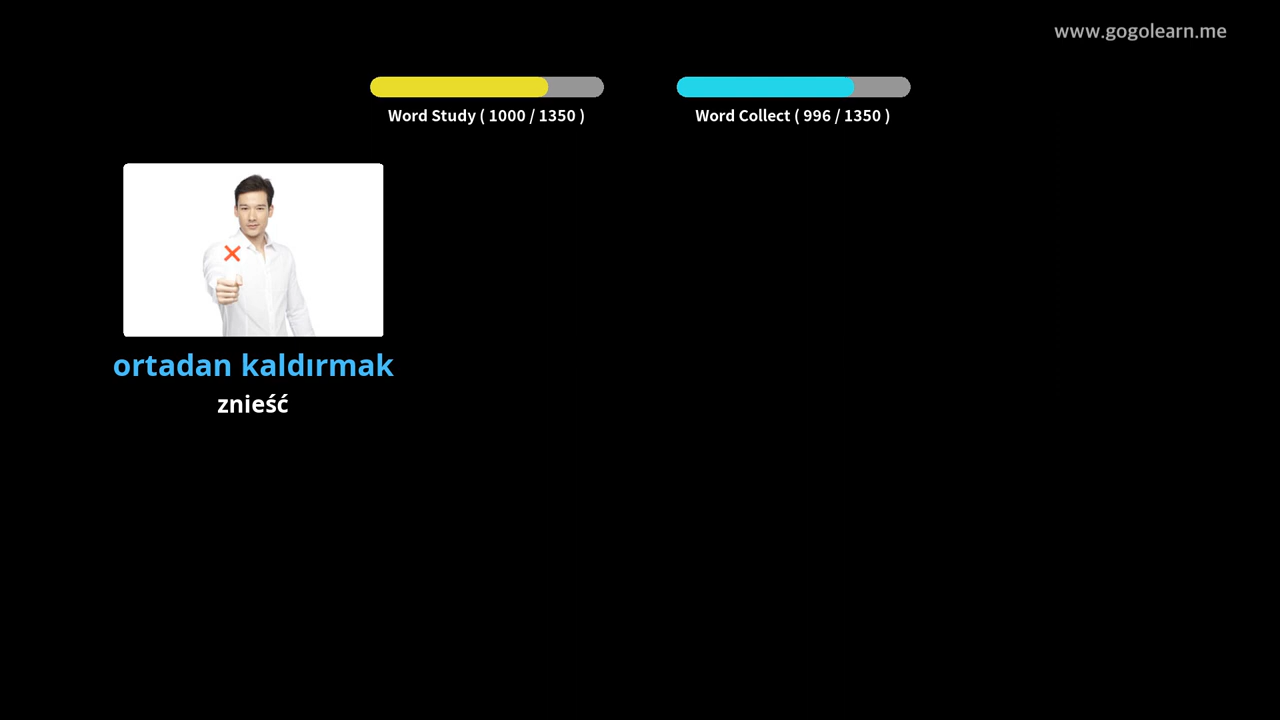 www.gogolearn.me
Word Study ( 1000 / 1350 )
Word Collect ( 996 / 1350 )
ortadan kaldırmak
znieść